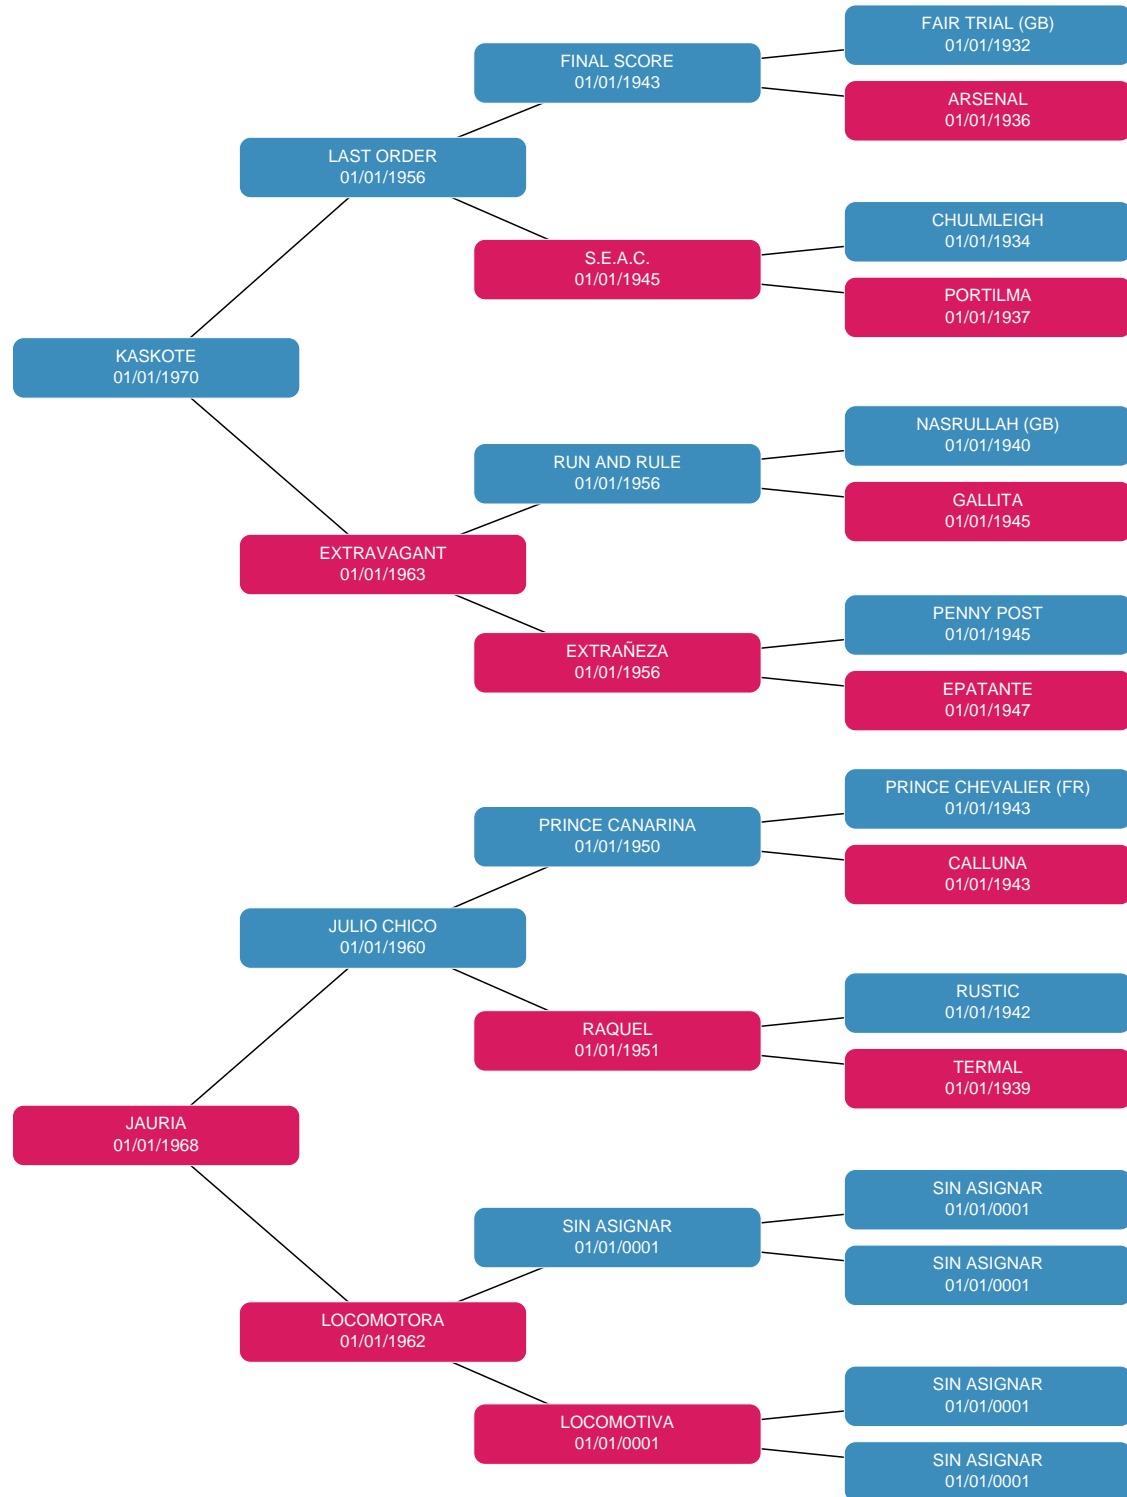 FAIR TRIAL (GB)
01/01/1932
FINAL SCORE
01/01/1943
ARSENAL
01/01/1936
LAST ORDER
01/01/1956
CHULMLEIGH
01/01/1934
S.E.A.C.
01/01/1945
PORTILMA
01/01/1937
KASKOTE
01/01/1970
NASRULLAH (GB)
01/01/1940
RUN AND RULE
01/01/1956
GALLITA
01/01/1945
EXTRAVAGANT
01/01/1963
PENNY POST
01/01/1945
EXTRAÑEZA
01/01/1956
EPATANTE
01/01/1947
PRINCE CHEVALIER (FR)
01/01/1943
PRINCE CANARINA
01/01/1950
CALLUNA
01/01/1943
JULIO CHICO
01/01/1960
RUSTIC
01/01/1942
RAQUEL
01/01/1951
TERMAL
01/01/1939
JAURIA
01/01/1968
SIN ASIGNAR
01/01/0001
SIN ASIGNAR
01/01/0001
SIN ASIGNAR
01/01/0001
LOCOMOTORA
01/01/1962
SIN ASIGNAR
01/01/0001
LOCOMOTIVA
01/01/0001
SIN ASIGNAR
01/01/0001